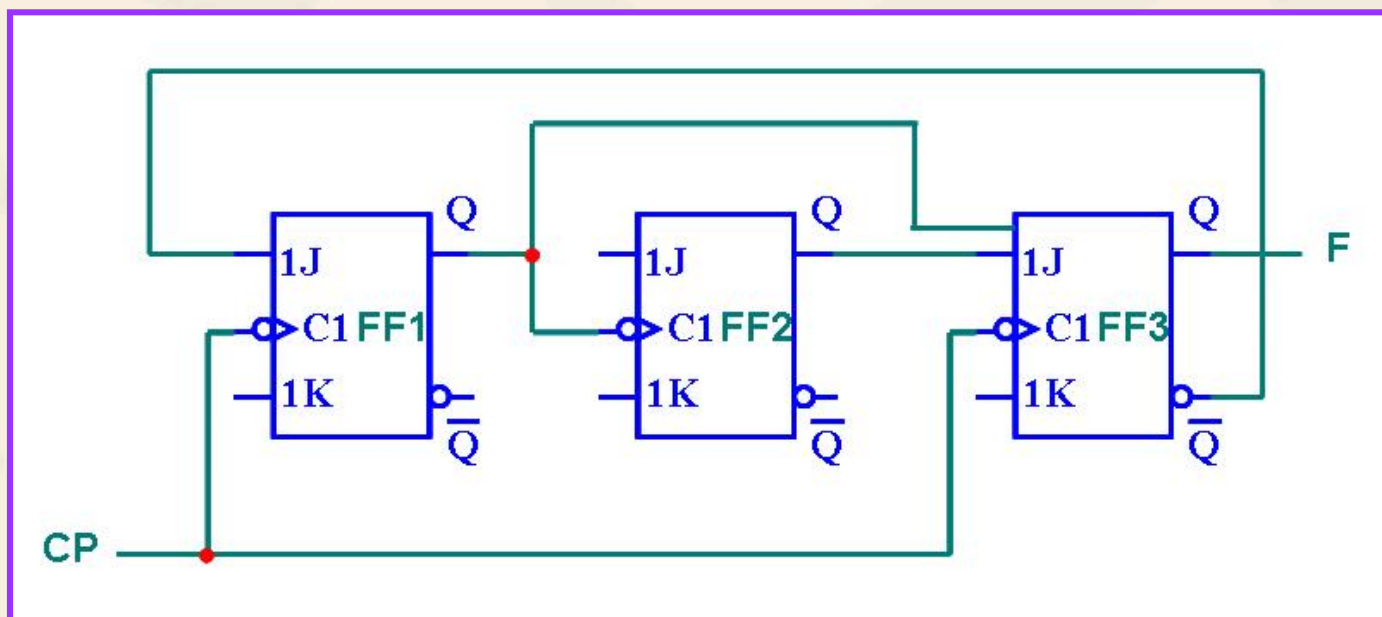 Q Q Q
1J 1J 1J F
C1 FF1 C1 FF2 C1 FF3
1K 1K 1K
Q̅ Q̅ Q̅
CP